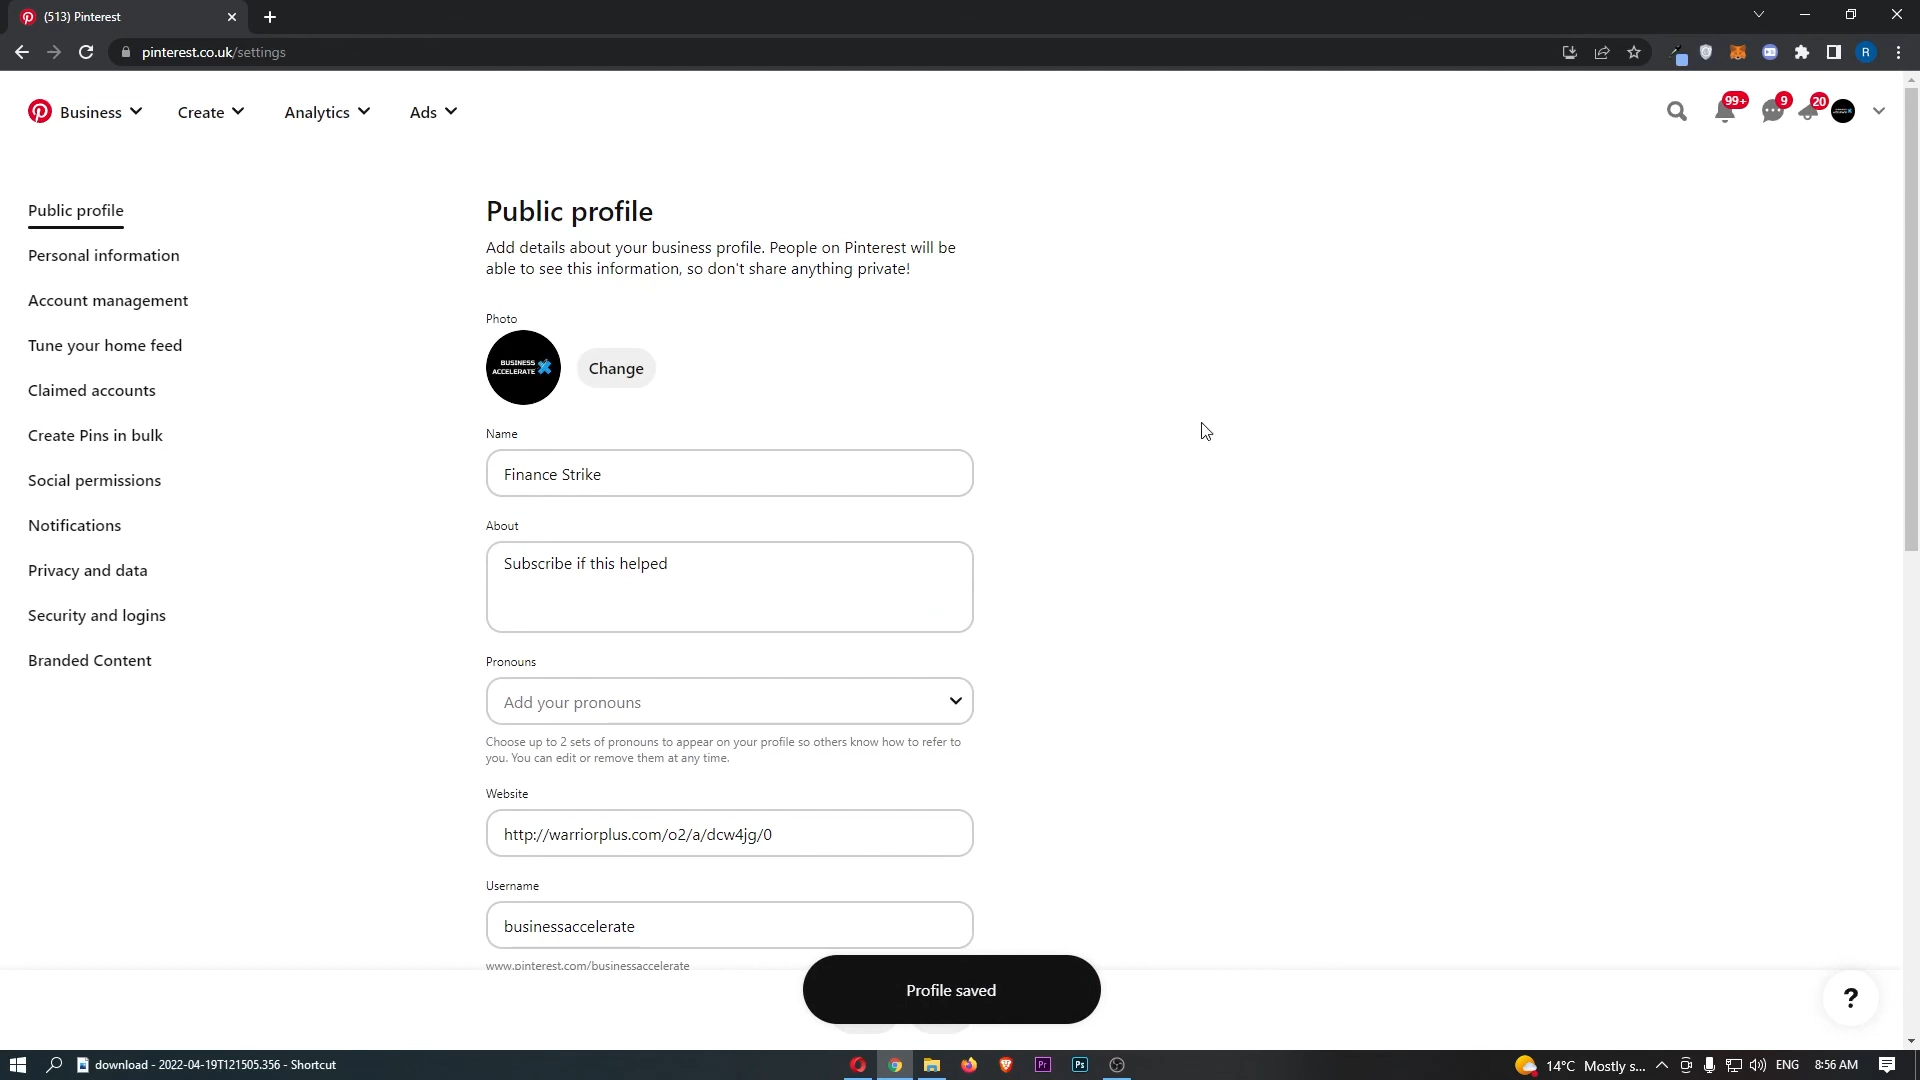 (513) Pinterest
pinterest.co.uk/settings
R
Business
Create
Analytics
Ads
99+
9
20
Public profile
Personal information
Account management
Tune your home feed
Claimed accounts
Create Pins in bulk
Social permissions
Notifications
Privacy and data
Security and logins
Branded Content
Public profile
Add details about your business profile. People on Pinterest will be
able to see this information, so don't share anything private!
Photo
BUSINESS
ACCELERATE
Change
Name
Finance Strike
About
Subscribe if this helped
Pronouns
Add your pronouns
Choose up to 2 sets of pronouns to appear on your profile so others know how to refer to
you. You can edit or remove them at any time.
Website
http://warriorplus.com/o2/a/dcw4jg/0
Username
businessaccelerate
www.pinterest.com/businessaccelerate
Profile saved
?
download - 2022-04-19T121505.356 - Shortcut
Pr
Ps
14°C Mostly s...
ENG
8:56 AM